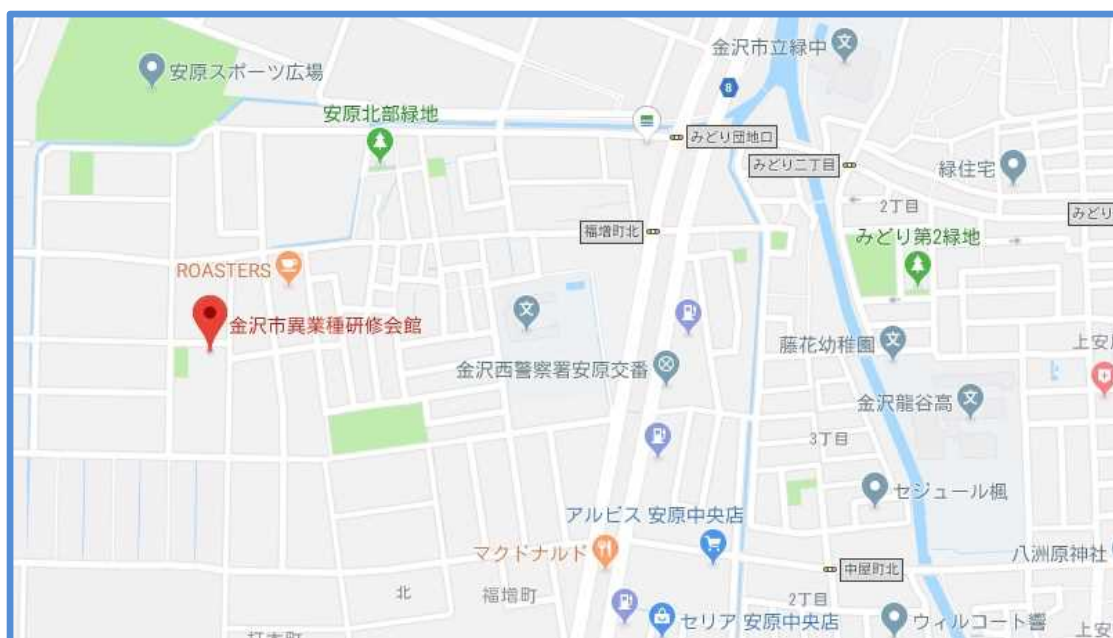 金沢市立緑中
安原スポーツ広場
8
安原北部緑地
みどり団地口
みどり二丁目
緑住宅
2丁目
みどり
福増町北
みどり第2緑地
ROASTERS
金沢市異業種研修会館
藤花幼稚園
上安原
金沢西警察署安原交番
金沢龍谷高
3丁目
セジュール楓
アルビス 安原中央店
マクドナルド
中屋町北
八洲原神社
北
福増町
2丁目
セリア 安原中央店
ウィルコート響
上安
打木町